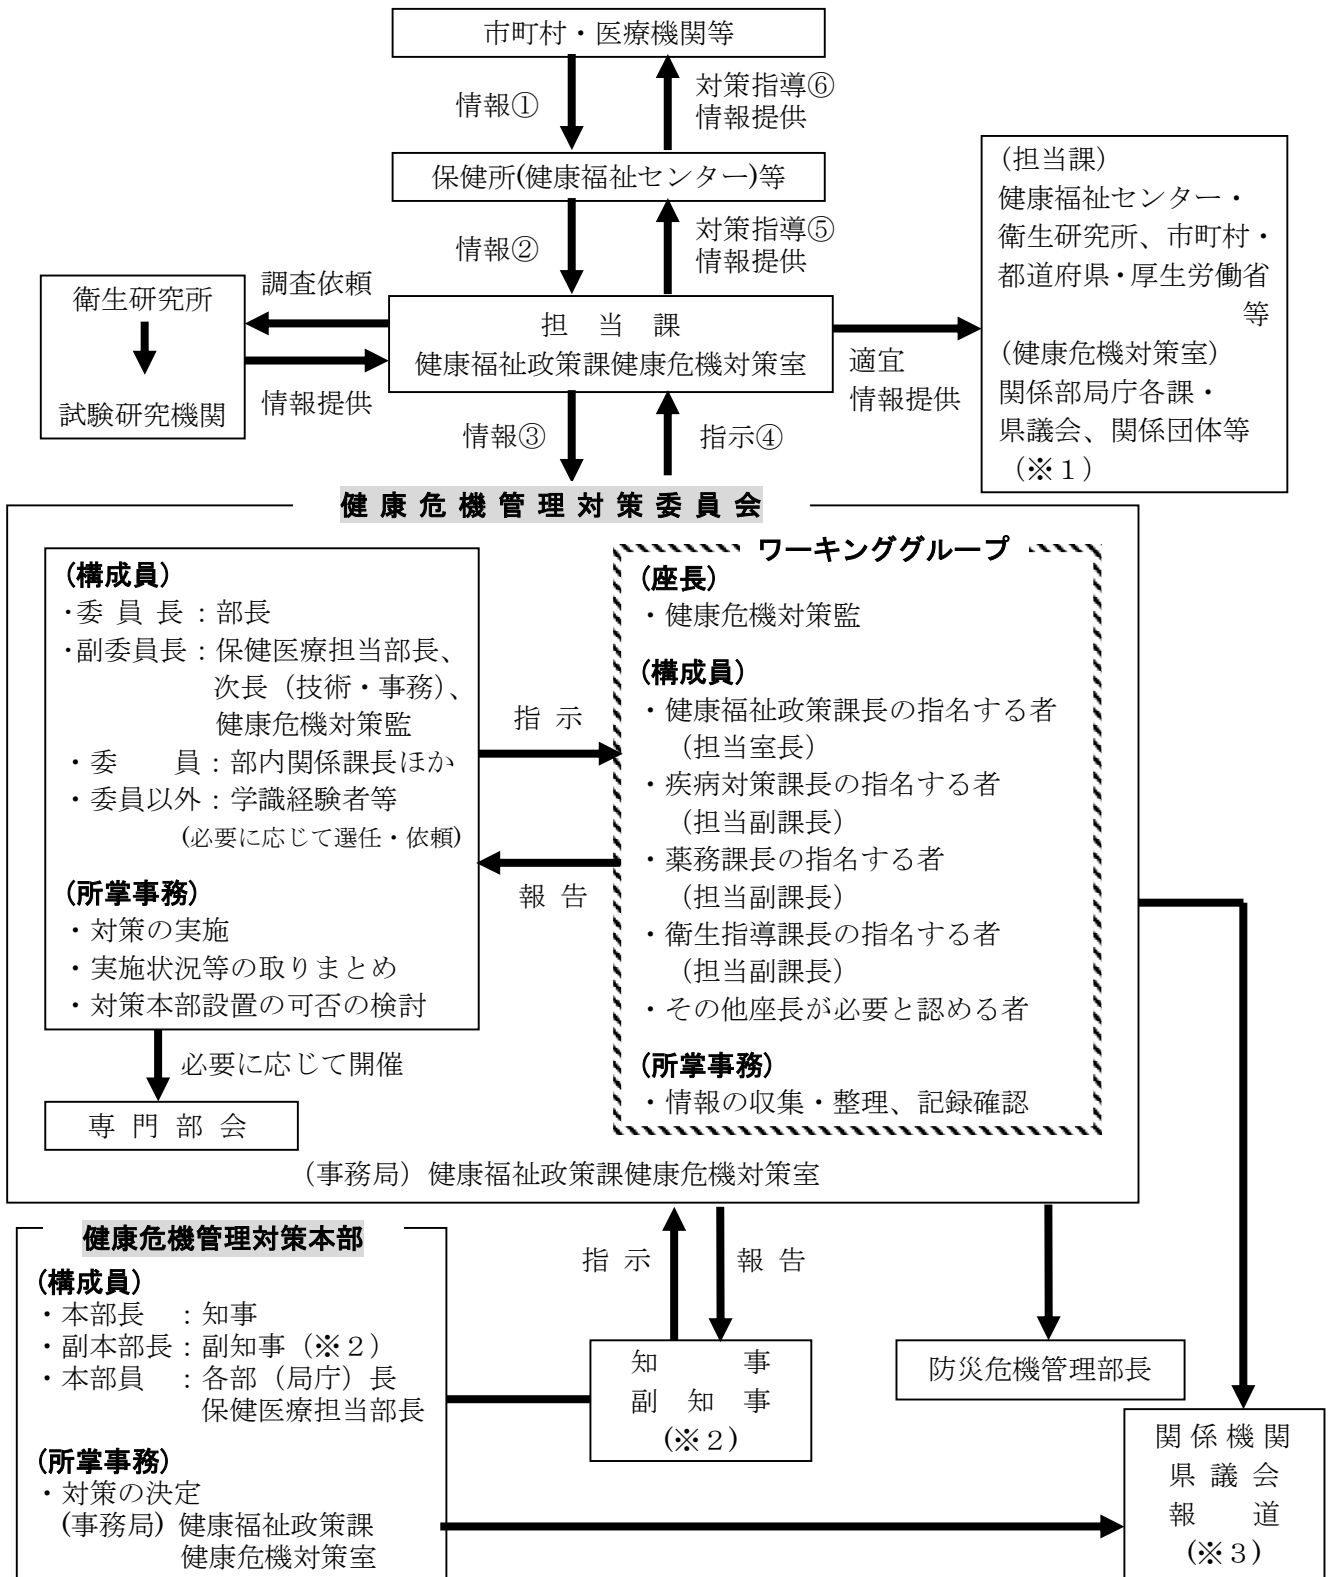 市町村・医療機関等
情報①
対策指導⑥
情報提供
保健所(健康福祉センター)等
情報②
対策指導⑤
情報提供
(担当課)
健康福祉センター・
衛生研究所、市町村・
都道府県・厚生労働省
等
(健康危機対策室)
関係部局庁各課・
県議会、関係団体等
(※１)
衛生研究所
試験研究機関
調査依頼
情報提供
担　当　課
健康福祉政策課健康危機対策室
適宜
情報提供
情報③
指示④
健康危機管理対策委員会
(構成員)
・委 員 長：部長
・副委員長：保健医療担当部長、
次長（技術・事務）、
健康危機対策監
・委　　員：部内関係課長ほか
・委員以外：学識経験者等
(必要に応じて選任・依頼)
(所掌事務)
・対策の実施
・実施状況等の取りまとめ
・対策本部設置の可否の検討
指 示
報 告
ワーキンググループ
(座長)
・健康危機対策監
(構成員)
・健康福祉政策課長の指名する者
（担当室長）
・疾病対策課長の指名する者
（担当副課長）
・薬務課長の指名する者
（担当副課長）
・衛生指導課長の指名する者
（担当副課長）
・その他座長が必要と認める者
(所掌事務)
・情報の収集・整理、記録確認
必要に応じて開催
専 門 部 会
（事務局）健康福祉政策課健康危機対策室
健康危機管理対策本部
(構成員)
・本部長　：知事
・副本部長：副知事（※２）
・本部員　：各部（局庁）長
保健医療担当部長
(所掌事務)
・対策の決定
(事務局) 健康福祉政策課
健康危機対策室
指 示
報 告
知　　　事
副　知　事
(※２)
防災危機管理部長
関 係 機 関
県 議 会
報　　道
(※３)